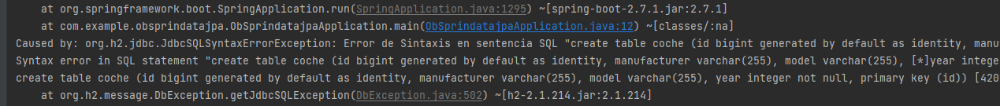 at org.springframework.boot.SpringApplication.run(SpringApplication.java:1295) ~[spring-boot-2.7.1.jar:2.7.1]
at com.example.obsprindatajpa.ObSprindatajpaApplication.main(ObSprindatajpaApplication.java:12) ~[classes/:na]
Caused by: org.h2.jdbc.JdbcSQLSyntaxErrorException: Error de Sintaxis en sentencia SQL "create table coche (id bigint generated by default as identity, manu
Syntax error in SQL statement "create table coche (id bigint generated by default as identity, manufacturer varchar(255), model varchar(255), [*]year intege
create table coche (id bigint generated by default as identity, manufacturer varchar(255), model varchar(255), year integer not null, primary key (id)) [420
at org.h2.message.DbException.getJdbcSQLException(DbException.java:502) ~[h2-2.1.214.jar:2.1.214]